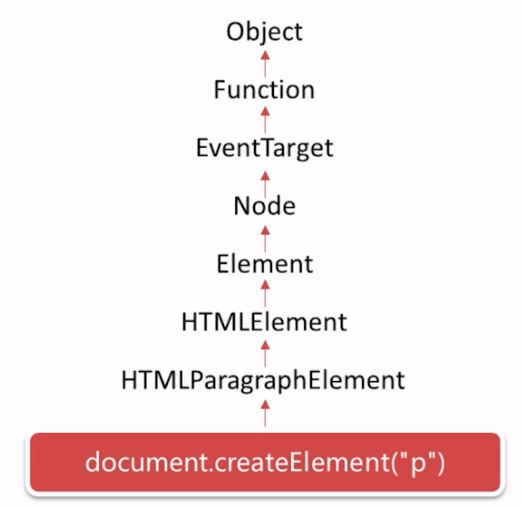 Object
Function
EventTarget
Node
Element
HTMLElement
HTMLParagraphElement
document.createElement("p")